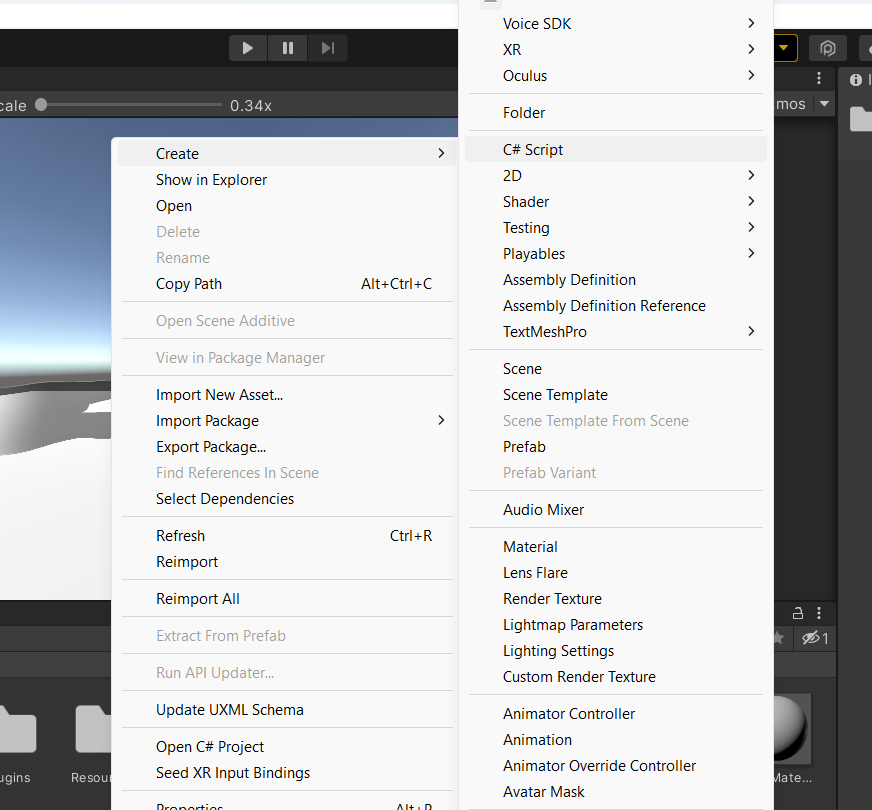 Voice SDK
XR
Oculus
Folder
C# Script
2D
Shader
Testing
Playables
Assembly Definition
Assembly Definition Reference
TextMeshPro
Scene
Scene Template
Scene Template From Scene
Prefab
Prefab Variant
Audio Mixer
Material
Lens Flare
Render Texture
Lightmap Parameters
Lighting Settings
Custom Render Texture
Animator Controller
Animation
Animator Override Controller
Avatar Mask
cale 0.34x
mos
Create
Show in Explorer
Open
Delete
Rename
Copy Path Alt+Ctrl+C
Open Scene Additive
View in Package Manager
Import New Asset...
Import Package
Export Package...
Find References In Scene
Select Dependencies
Refresh Ctrl+R
Reimport
Reimport All
Extract From Prefab
Run API Updater...
Update UXML Schema
Open C# Project
Seed XR Input Bindings
Properties... Alt+P
1
ugins
Resou
Mate...